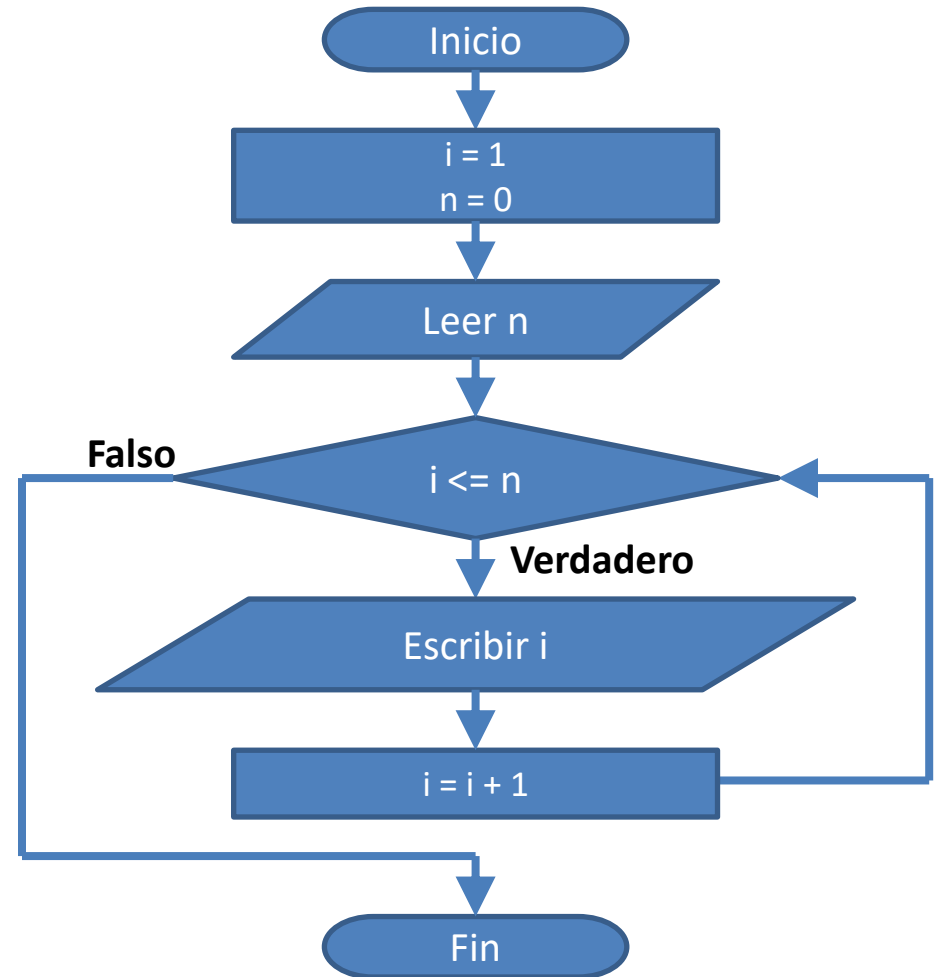 Inicio
i = 1
n = 0
Leer n
Falso
i <= n
Verdadero
Escribir i
i = i + 1
Fin